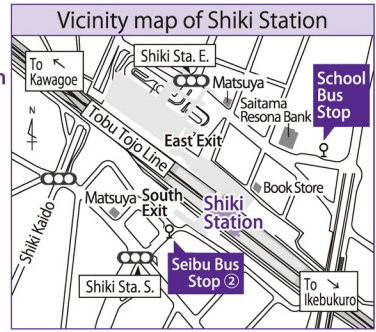 Vicinity map of Shiki Station
To
Kawagoe
Shiki Sta. E.
Matsuya
Saitama
Resona Bank
School
Bus
Stop
N
Tobu Tojo Line
East Exit
Book Store
Matsuya
South
Exit
Shiki
Station
Shiki Kaido
Shiki Sta. S.
Seibu Bus
Stop ②
To
Ikebukuro